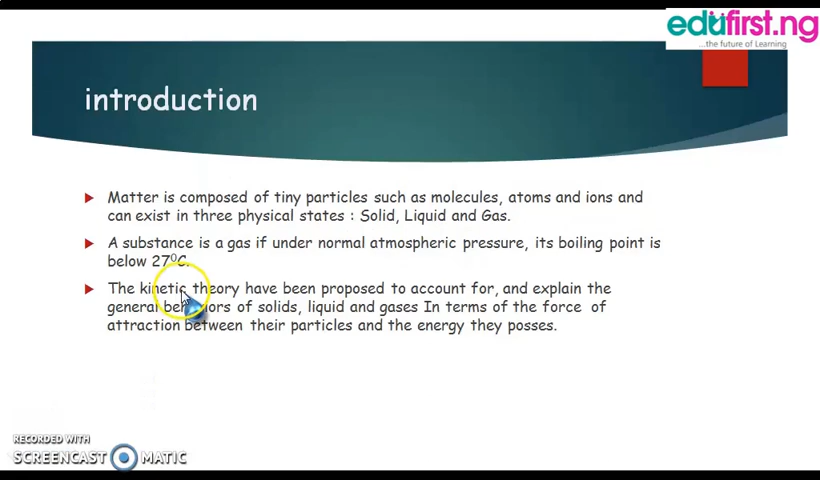 edufirst.ng
...the future of Learning
introduction
Matter is composed of tiny particles such as molecules, atoms and ions and
can exist in three physical states : Solid, Liquid and Gas.
A substance is a gas if under normal atmospheric pressure, its boiling point is
below 27⁰C.
The kinetic theory have been proposed to account for, and explain the
general behaviors of solids, liquid and gases In terms of the force of
attraction between their particles and the energy they posses.
RECORDED WITH
SCREENCAST MATIC